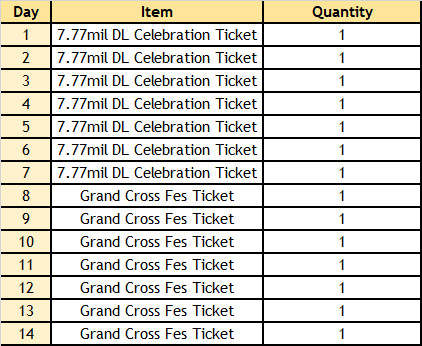 Day Item Quantity
1 7.77mil DL Celebration Ticket 1
2 7.77mil DL Celebration Ticket 1
3 7.77mil DL Celebration Ticket 1
4 7.77mil DL Celebration Ticket 1
5 7.77mil DL Celebration Ticket 1
6 7.77mil DL Celebration Ticket 1
7 7.77mil DL Celebration Ticket 1
8 Grand Cross Fes Ticket 1
9 Grand Cross Fes Ticket 1
10 Grand Cross Fes Ticket 1
11 Grand Cross Fes Ticket 1
12 Grand Cross Fes Ticket 1
13 Grand Cross Fes Ticket 1
14 Grand Cross Fes Ticket 1